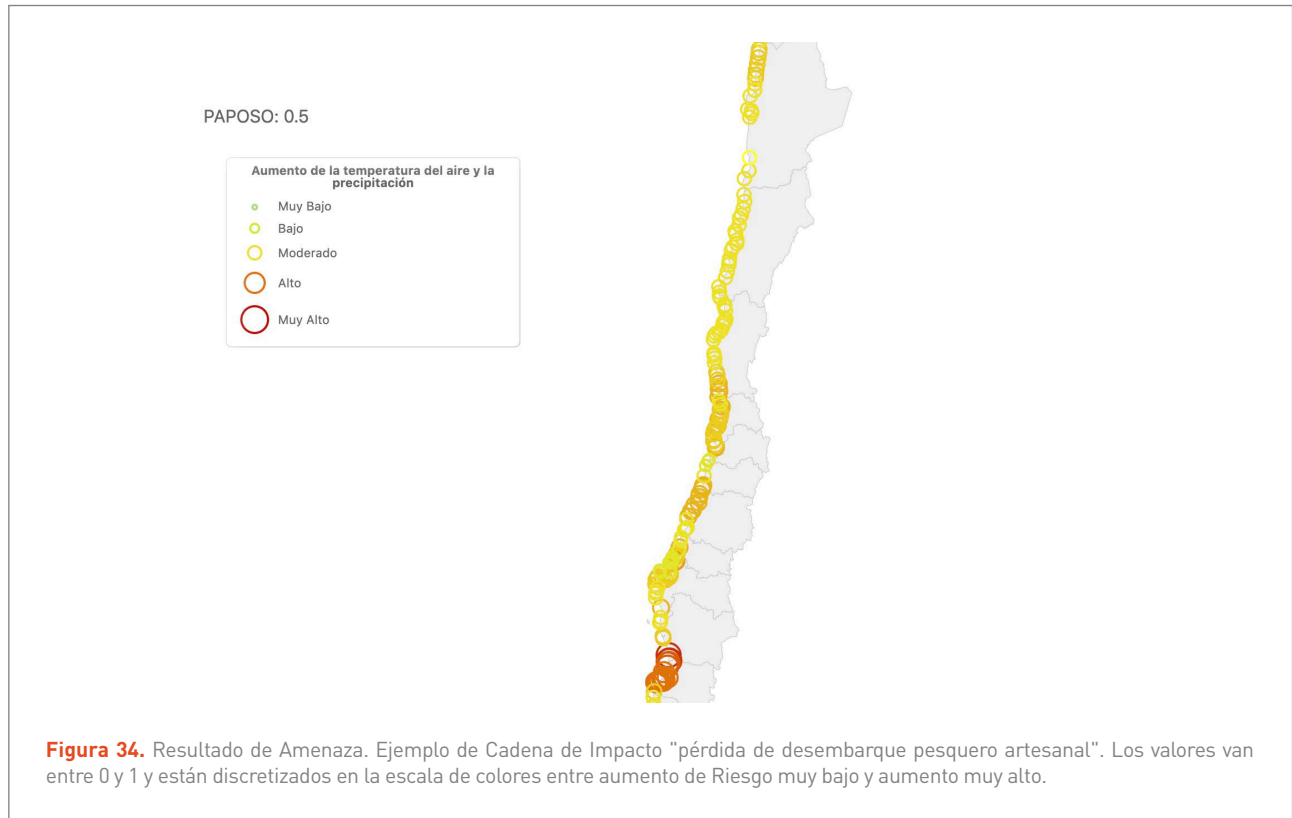 PAPOSO: 0.5
Aumento de la temperatura del aire y la
precipitación
Muy Bajo
Bajo
Moderado
Alto
Muy Alto
Figura 34. Resultado de Amenaza. Ejemplo de Cadena de Impacto "pérdida de desembarque pesquero artesanal". Los valores van
entre 0 y 1 y están discretizados en la escala de colores entre aumento de Riesgo muy bajo y aumento muy alto.